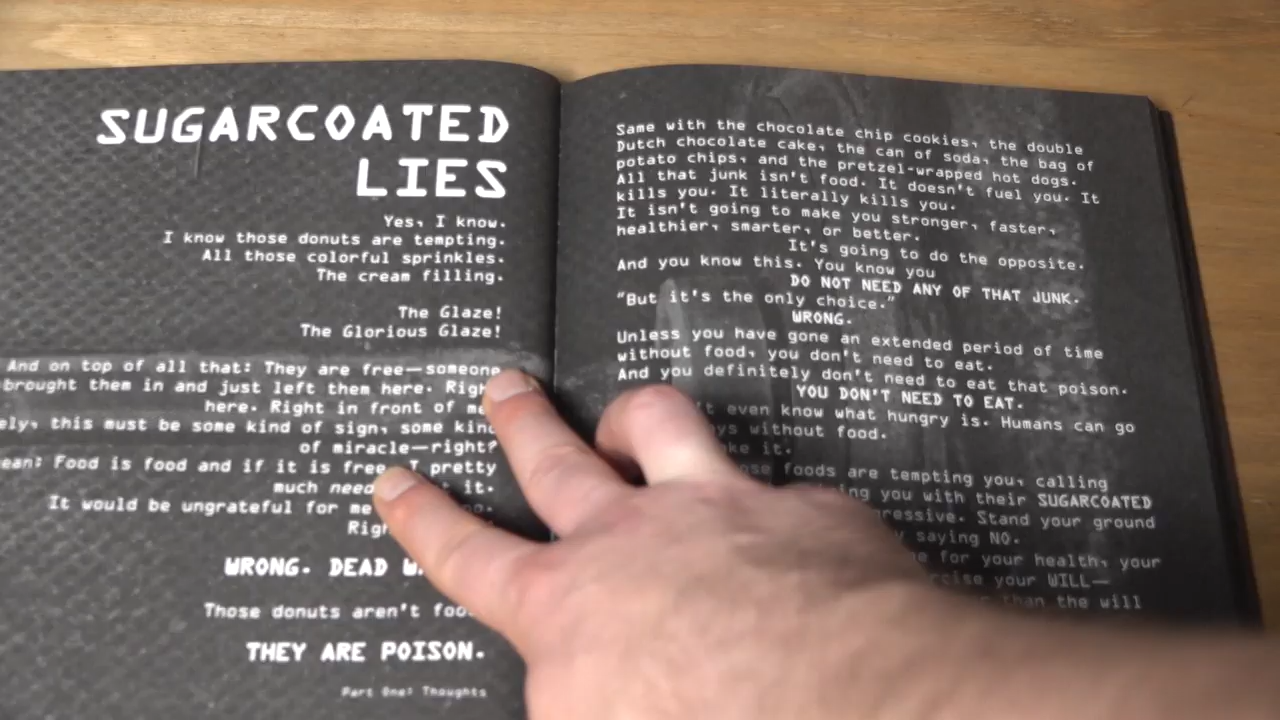 SUGARCOATED
LIES
Yes, I know.
I know those donuts are tempting.
All those colorful sprinkles.
The cream filling.
The Glaze!
The Glorious Glaze!
And on top of all that: They are free—someone
brought them in and just left them here. Right
here. Right in front of me
this must be some kind of sign, some kind
of miracle—right?
Food is food and if it is free I pretty
much it.
It would be ungrateful for me
WRONG. DEAD
Those donuts aren't
THEY ARE POISON.
Part One: Thoughts
Same with the chocolate chip cookies, the double
Dutch chocolate cake, the can of soda, the bag of
potato chips, and the pretzel-wrapped hot dogs.
All that junk isn't food. It doesn't fuel you. It
kills you. It literally kills you.
It isn't going to make you stronger, faster,
healthier, smarter, or better.
It's going to do the opposite.
And you know this. You know you
DO NOT NEED ANY OF THAT JUNK.
"But it's the only choice."
WRONG.
Unless you have gone an extended period of time
without food, you don't need to eat.
And you definitely don't need to eat that poison.
YOU DON'T NEED TO EAT.
even know what hungry is. Humans can go
without food.
it.
foods are tempting you, calling
you with their SUGARCOATED
Stand your ground
saying NO.
for your health, your
your WILL—
than the will